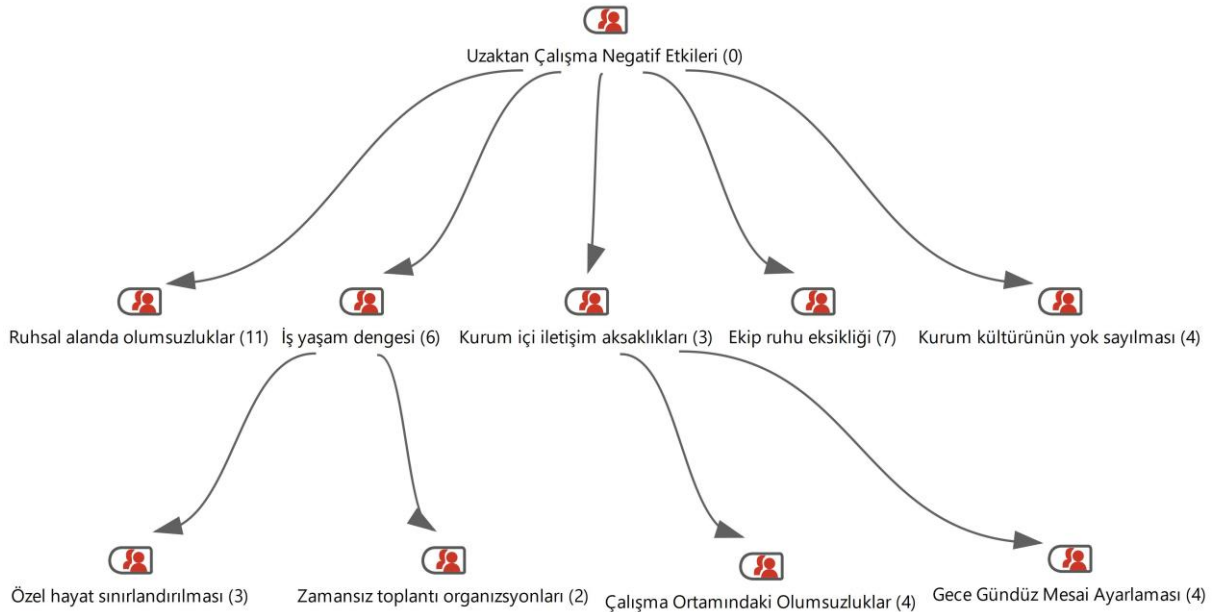 Uzaktan Çalışma Negatif Etkileri (0)
Ruhsal alanda olumsuzluklar (11)
İş yaşam dengesi (6)
Kurum içi iletişim aksaklıkları (3)
Ekip ruhu eksikliği (7)
Kurum kültürünün yok sayılması (4)
Özel hayat sınırlandırılması (3)
Zamansız toplantı organizsyonları (2)
Çalışma Ortamındaki Olumsuzluklar (4)
Gece Gündüz Mesai Ayarlaması (4)